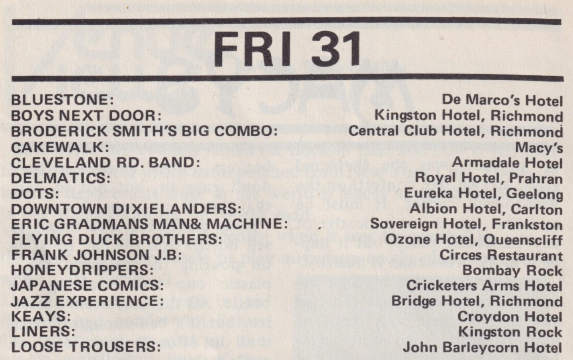 FRI 31
BLUESTONE: De Marco's Hotel
BOYS NEXT DOOR: Kingston Hotel, Richmond
BRODERICK SMITH'S BIG COMBO: Central Club Hotel, Richmond
CAKEWALK: Macy's
CLEVELAND RD. BAND: Armadale Hotel
DELMATICS: Royal Hotel, Prahran
DOTS: Eureka Hotel, Geelong
DOWNTOWN DIXIELANDERS: Albion Hotel, Carlton
ERIC GRADMANS MAN& MACHINE: Sovereign Hotel, Frankston
FLYING DUCK BROTHERS: Ozone Hotel, Queenscliff
FRANK JOHNSON J.B: Circes Restaurant
HONEYDRIPPERS: Bombay Rock
JAPANESE COMICS: Cricketers Arms Hotel
JAZZ EXPERIENCE: Bridge Hotel, Richmond
KEAYS: Croydon Hotel
LINERS: Kingston Rock
LOOSE TROUSERS: John Barleycorn Hotel